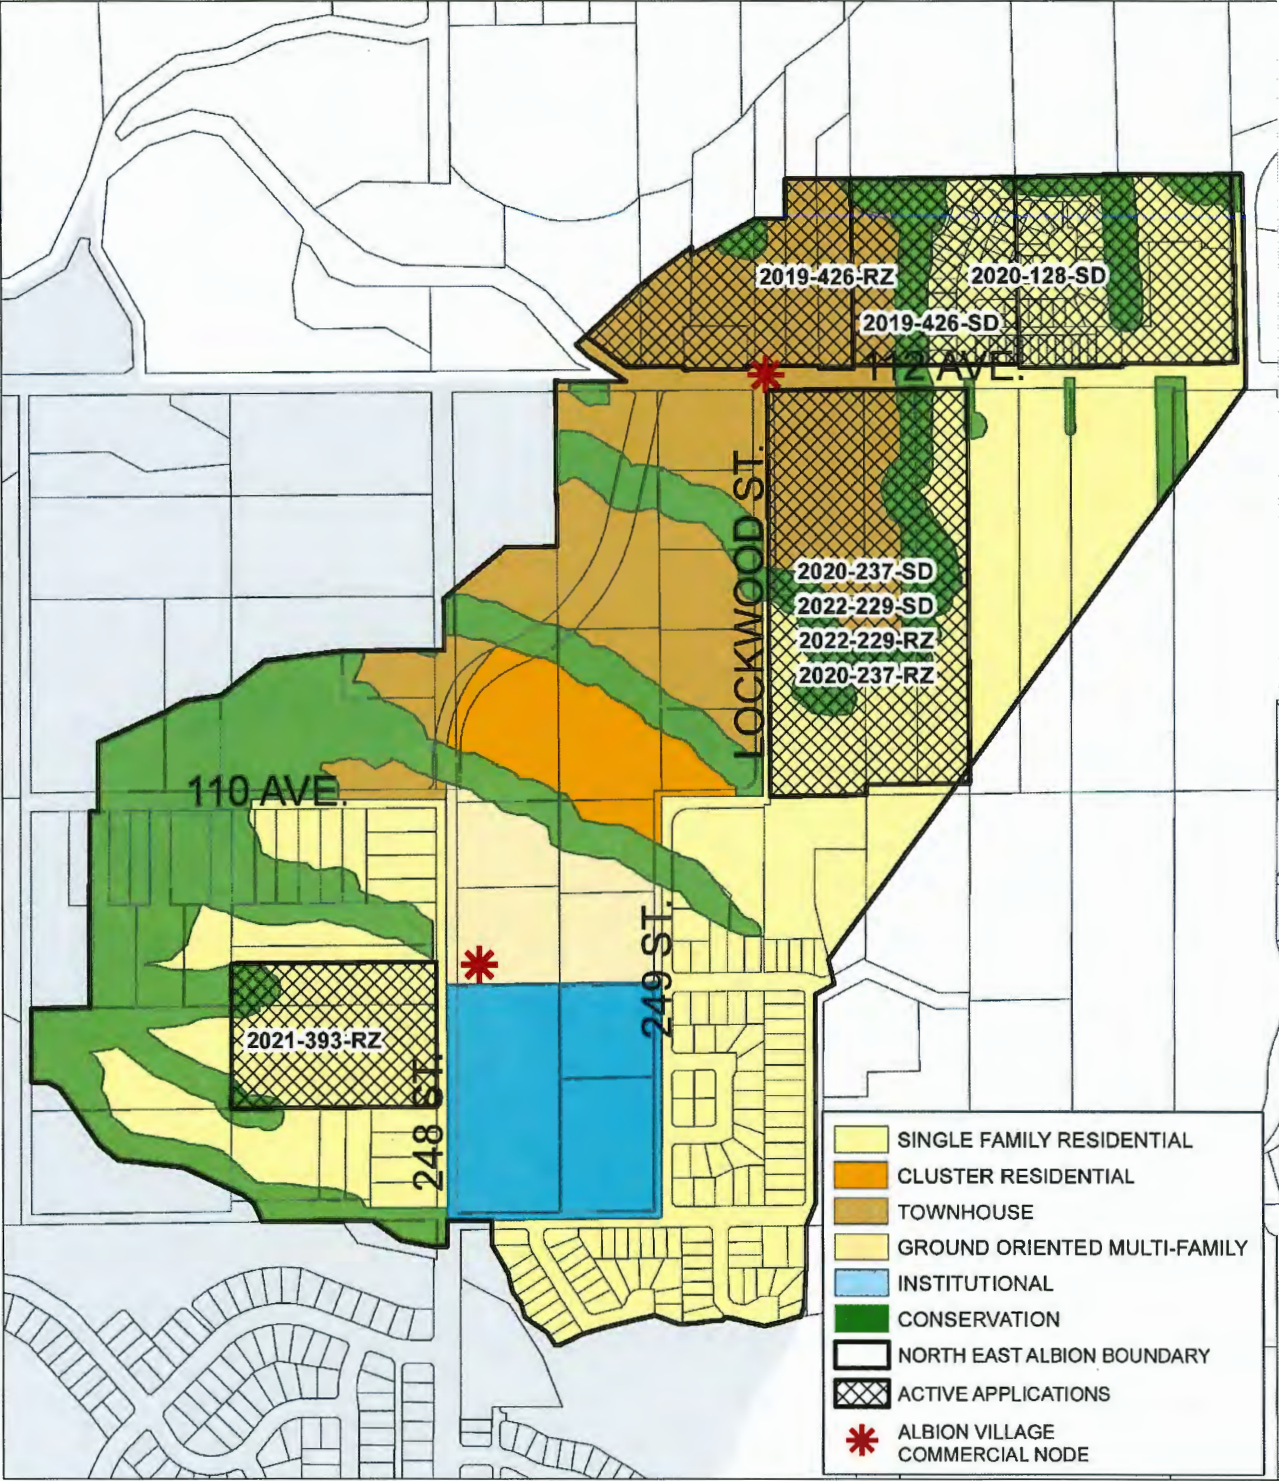 2019-426-RZ
2020-128-SD
2019-426-SD
112 AVE.
LOCKWOOD ST.
2020-237-SD
2022-229-SD
2022-229-RZ
2020-237-RZ
110 AVE.
249 ST.
2021-393-RZ
248 ST.
SINGLE FAMILY RESIDENTIAL
CLUSTER RESIDENTIAL
TOWNHOUSE
GROUND ORIENTED MULTI-FAMILY
INSTITUTIONAL
CONSERVATION
NORTH EAST ALBION BOUNDARY
ACTIVE APPLICATIONS
ALBION VILLAGE
COMMERCIAL NODE